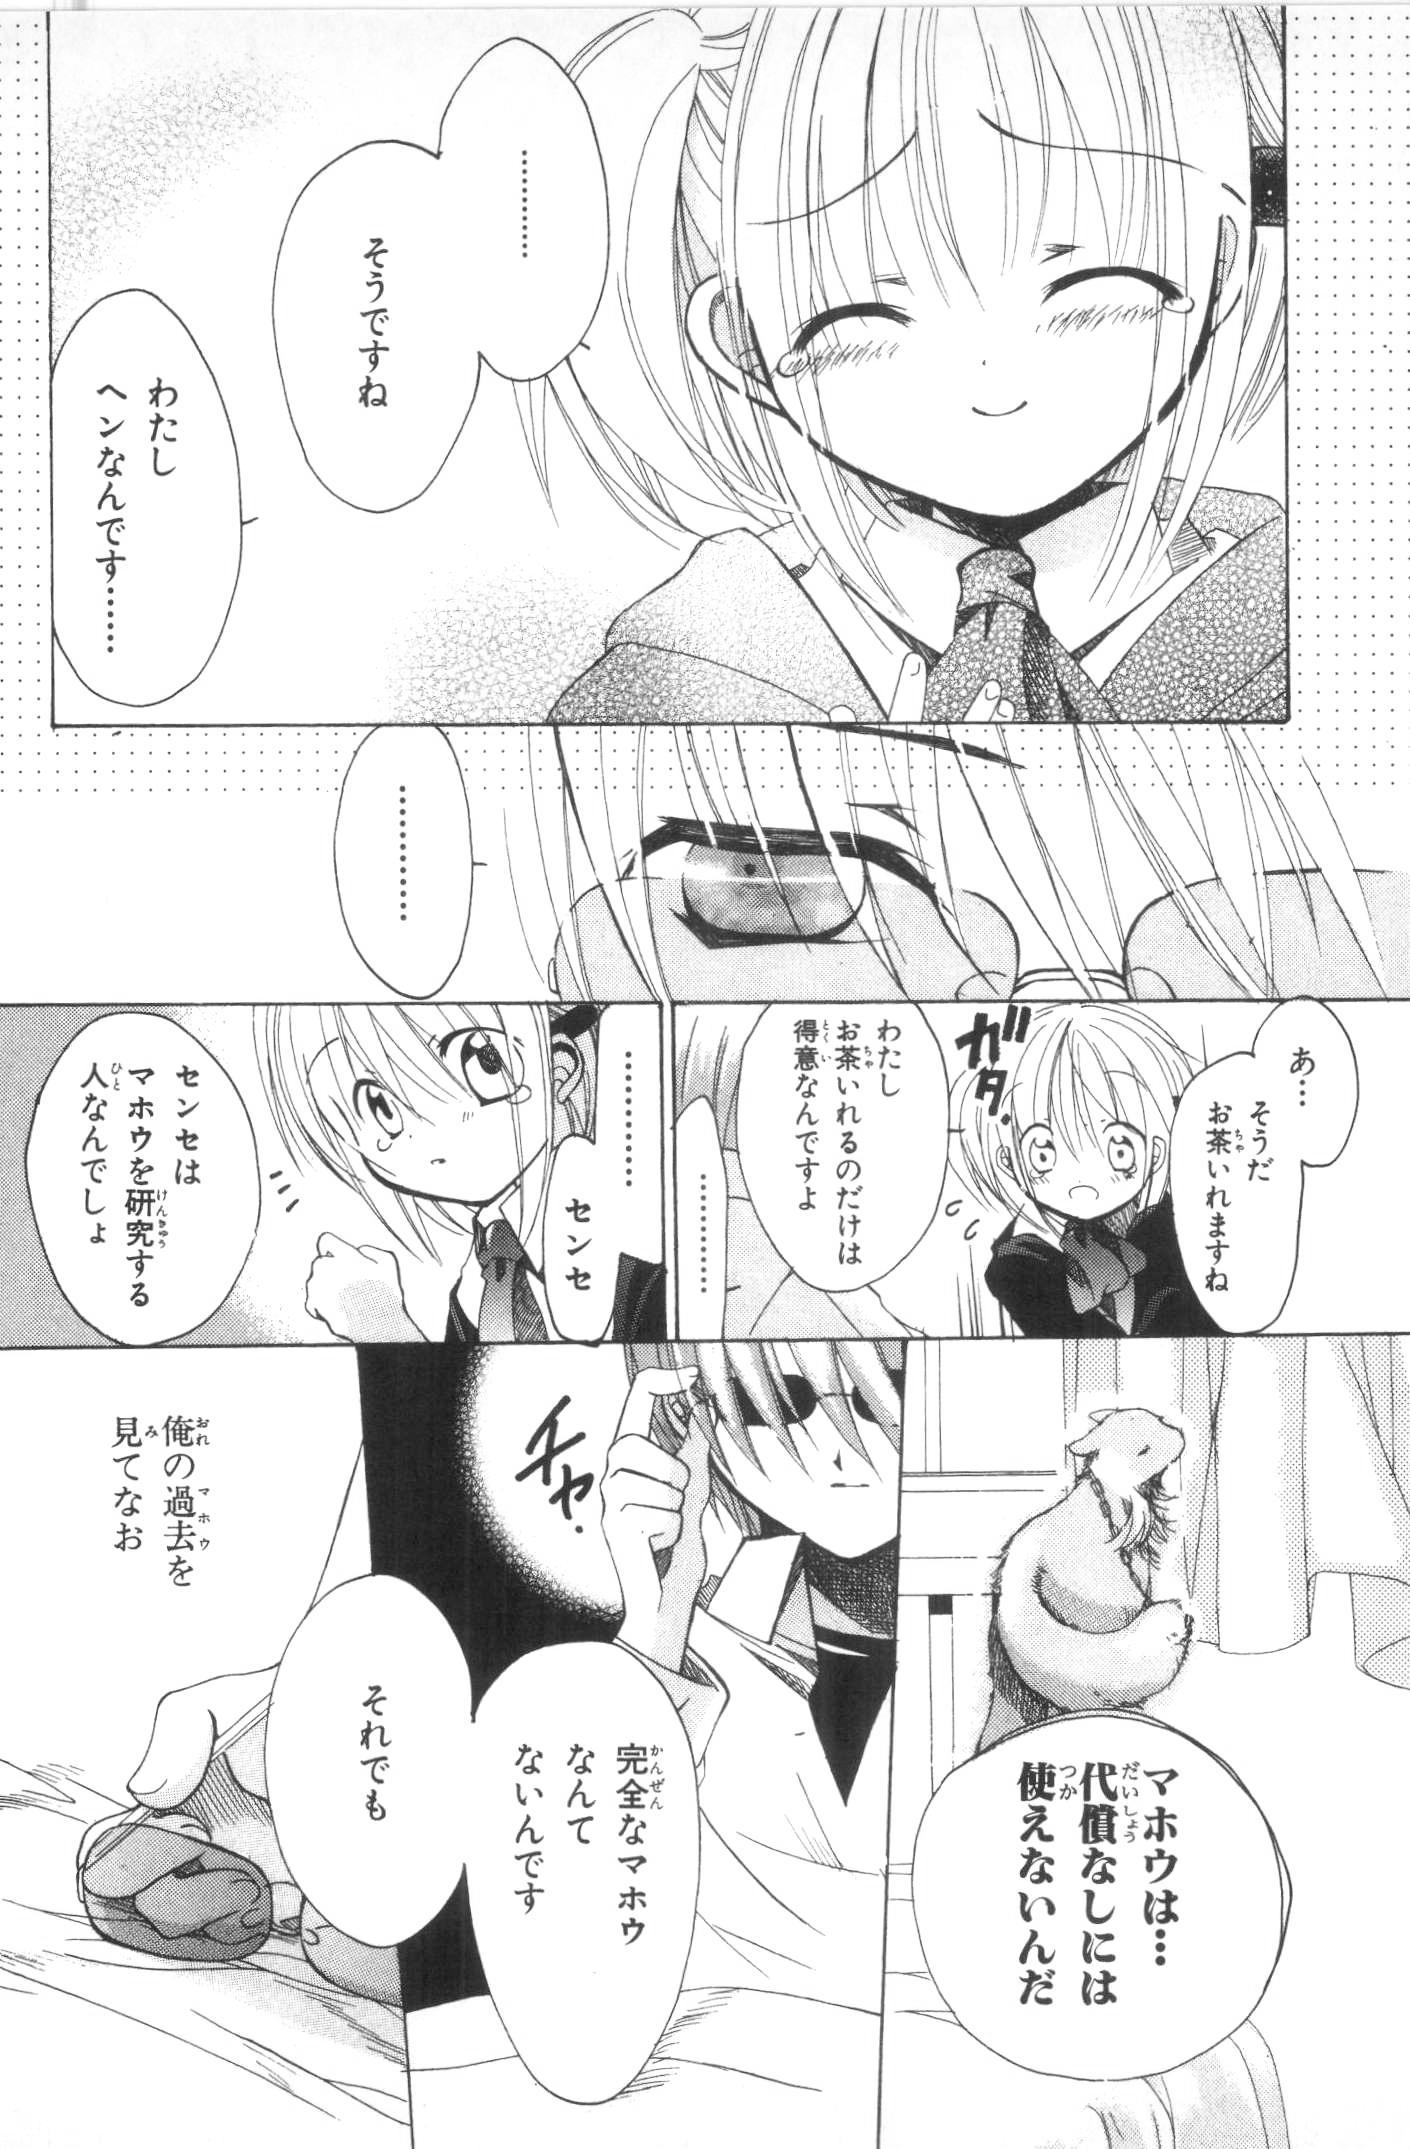 ………
そうですね
わたし
ヘンなんです……
…………
あ…
そうだ
お茶いれますね
ガタ.
わたし
お茶いれるのだけは
得意なんですよ
………
………
センセ
センセは
マホウを研究する
人なんでしょ
マホウは…
代償なしには
使えないんだ
チャ.
完全なマホウ
なんて
ないんです
それでも
俺の過去を
見てなお